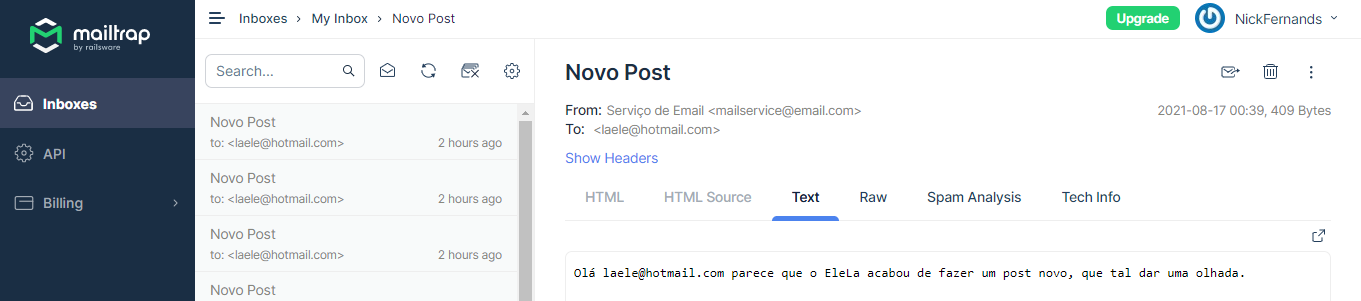 mailtrap
by railsware
Inboxes
API
Billing
Inboxes > My Inbox > Novo Post
Upgrade
NickFernands
Search...
Novo Post
to: <laele@hotmail.com> 2 hours ago
Novo Post
to: <laele@hotmail.com> 2 hours ago
Novo Post
to: <laele@hotmail.com> 2 hours ago
Novo Post
Novo Post
From: Serviço de Email <mailservice@email.com> 2021-08-17 00:39, 409 Bytes
To: <laele@hotmail.com>
Show Headers
HTML HTML Source Text Raw Spam Analysis Tech Info
Olá laele@hotmail.com parece que o EleLa acabou de fazer um post novo, que tal dar uma olhada.